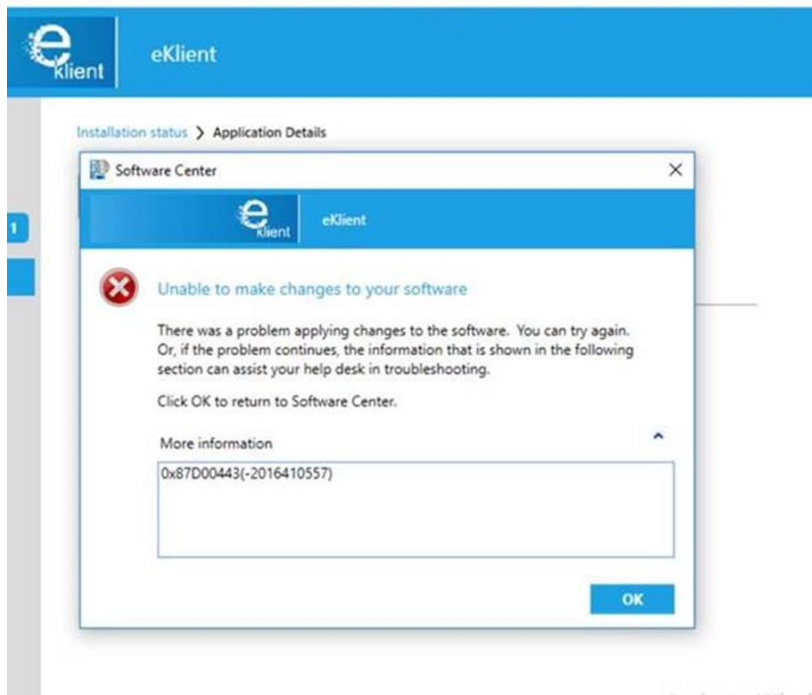 eklient
eKlient
Installation status > Application Details
Software Center
eklient
eKlient
1
Unable to make changes to your software
There was a problem applying changes to the software. You can try again.
Or, if the problem continues, the information that is shown in the following
section can assist your help desk in troubleshooting.
Click OK to return to Software Center.
More information
0x87D00443(-2016410557)
OK